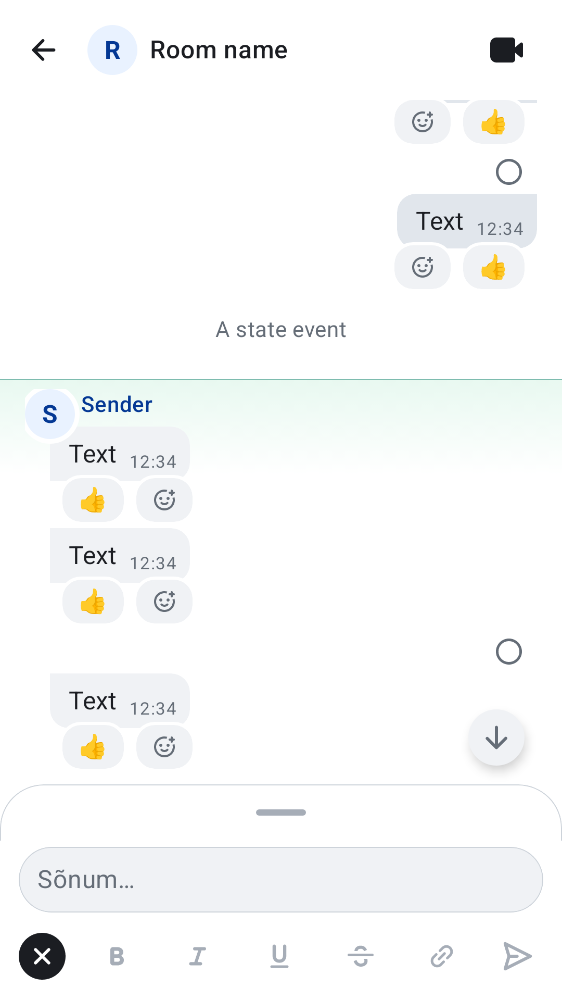 R Room name
Text 12:34
A state event
S Sender
Text 12:34
Text 12:34
Text 12:34
Sõnum…
B I U S